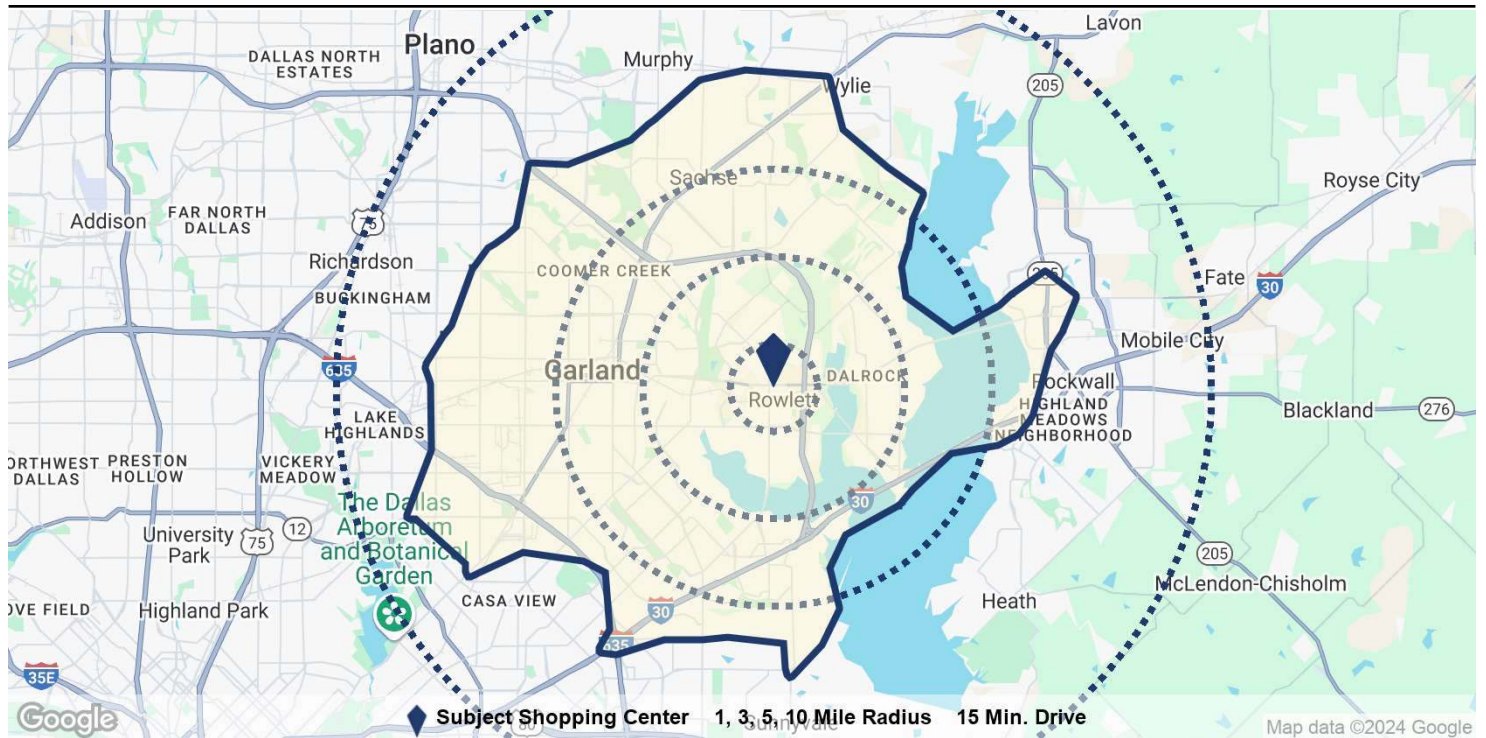 Lavon
Plano
DALLAS NORTH
ESTATES
Murphy
Wylie
205
Sachse
Royse City
Addison
FAR NORTH
DALLAS
75
Richardson
COOMER CREEK
205
Fate
30
BUCKINGHAM
Mobile City
635
Garland
DALROCK
Rowlett
Rockwall
HIGHLAND
MEADOWS
NEIGHBORHOOD
Blackland
276
LAKE
HIGHLANDS
ORTHWEST
DALLAS
PRESTON
HOLLOW
VICKERY
MEADOW
30
The Dallas
Arboretum
and Botanical
Garden
University
Park
75
12
205
McLendon-Chisholm
OVE FIELD
Highland Park
CASA VIEW
Heath
30
635
35E
80
Sunnyvale
Google
Subject Shopping Center 1, 3, 5, 10 Mile Radius 15 Min. Drive
Map data ©2024 Google